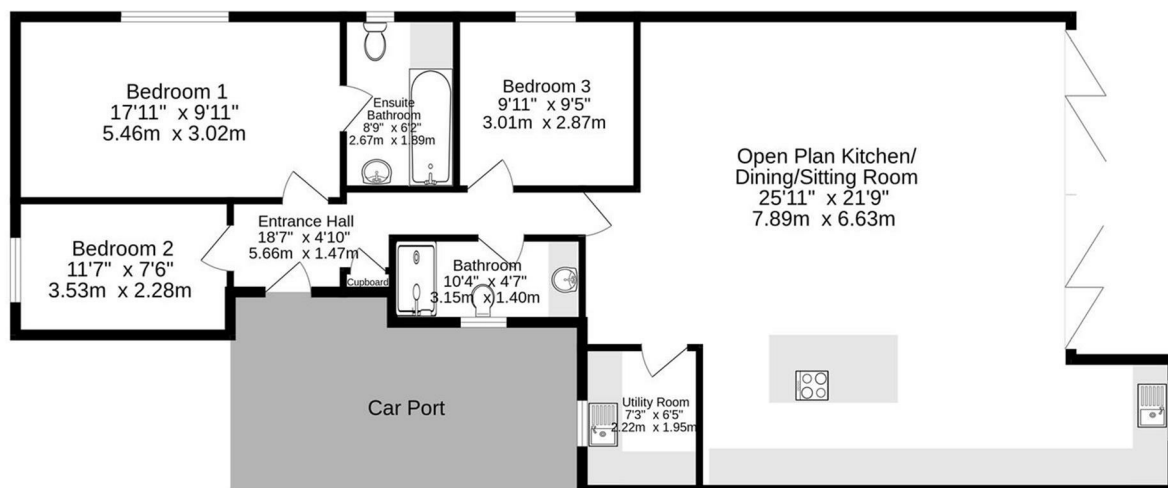 Bedroom 1
17'11" x 9'11"
5.46m x 3.02m
Ensuite
Bathroom
8'9" x 6'2"
2.67m x 1.89m
Bedroom 3
9'11" x 9'5"
3.01m x 2.87m
Open Plan Kitchen/
Dining/Sitting Room
25'11" x 21'9"
7.89m x 6.63m
Bedroom 2
11'7" x 7'6"
3.53m x 2.28m
Entrance Hall
18'7" x 4'10"
5.66m x 1.47m
Cupboard
Bathroom
10'4" x 4'7"
3.15m x 1.40m
Car Port
Utility Room
7'3" x 6'5"
2.22m x 1.95m